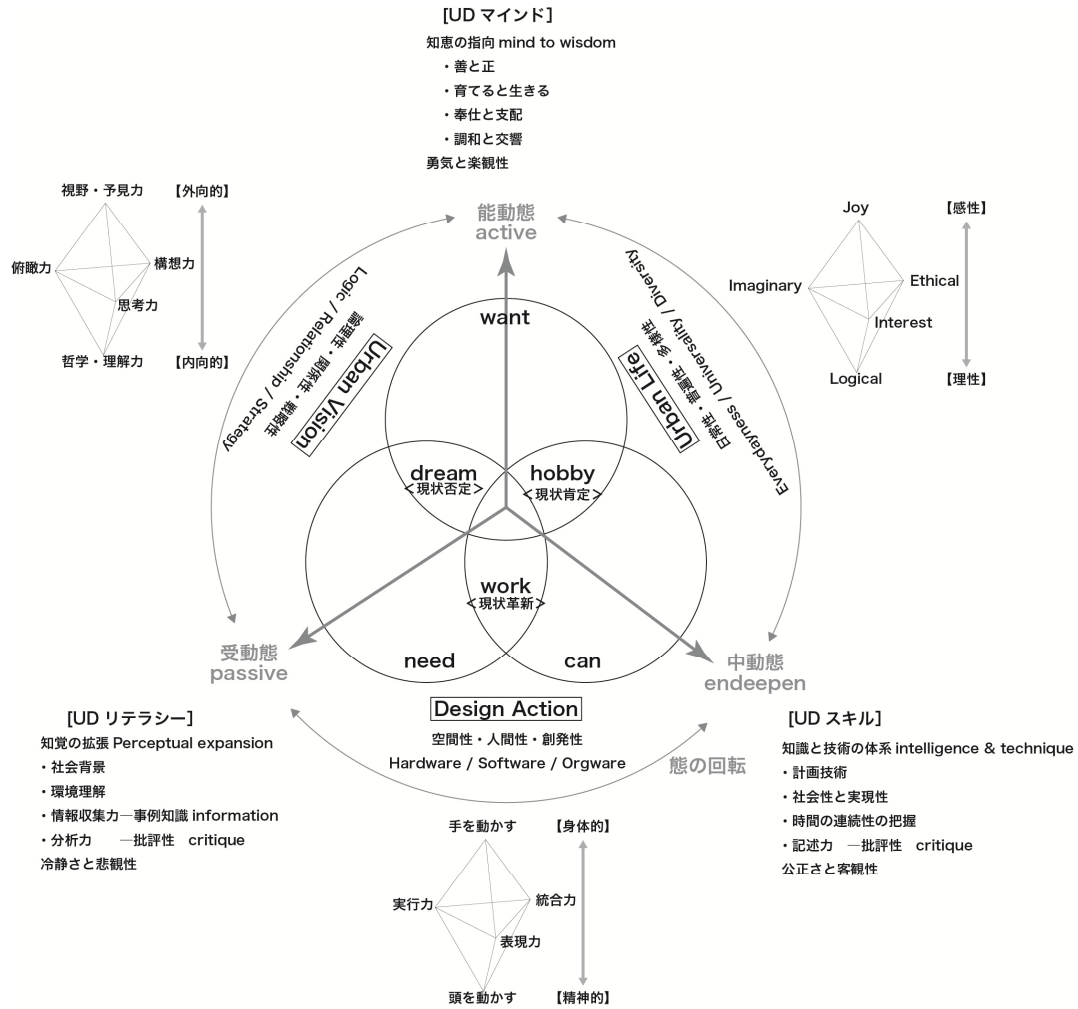 [UD マインド]
知恵の指向 mind to wisdom
・善と正
・育てると生きる
・奉仕と支配
・調和と交響
勇気と楽観性
視野・予見力
【外向的】
俯瞰力
構想力
思考力
哲学・理解力
【内向的】
能動態
active
Joy
【感性】
Imaginary
Ethical
Interest
Logical
【理性】
Logic / Relationship / Strategy
論理性・関係性・戦略性
Urban Vision
Urban Life
日常性・普遍性・多様性
Everydayness / Universality / Diversity
want
dream
<現状否定>
hobby
<現状肯定>
work
<現状革新>
need
can
受動態
passive
中動態
endeepen
Design Action
空間性・人間性・創発性
Hardware / Software / Orgware
態の回転
[UD リテラシー]
知覚の拡張 Perceptual expansion
・社会背景
・環境理解
・情報収集力―事例知識 information
・分析力　―批評性　critique
冷静さと悲観性
[UD スキル]
知識と技術の体系 intelligence & technique
・計画技術
・社会性と実現性
・時間の連続性の把握
・記述力　―批評性　critique
公正さと客観性
手を動かす
【身体的】
実行力
統合力
表現力
頭を動かす
【精神的】